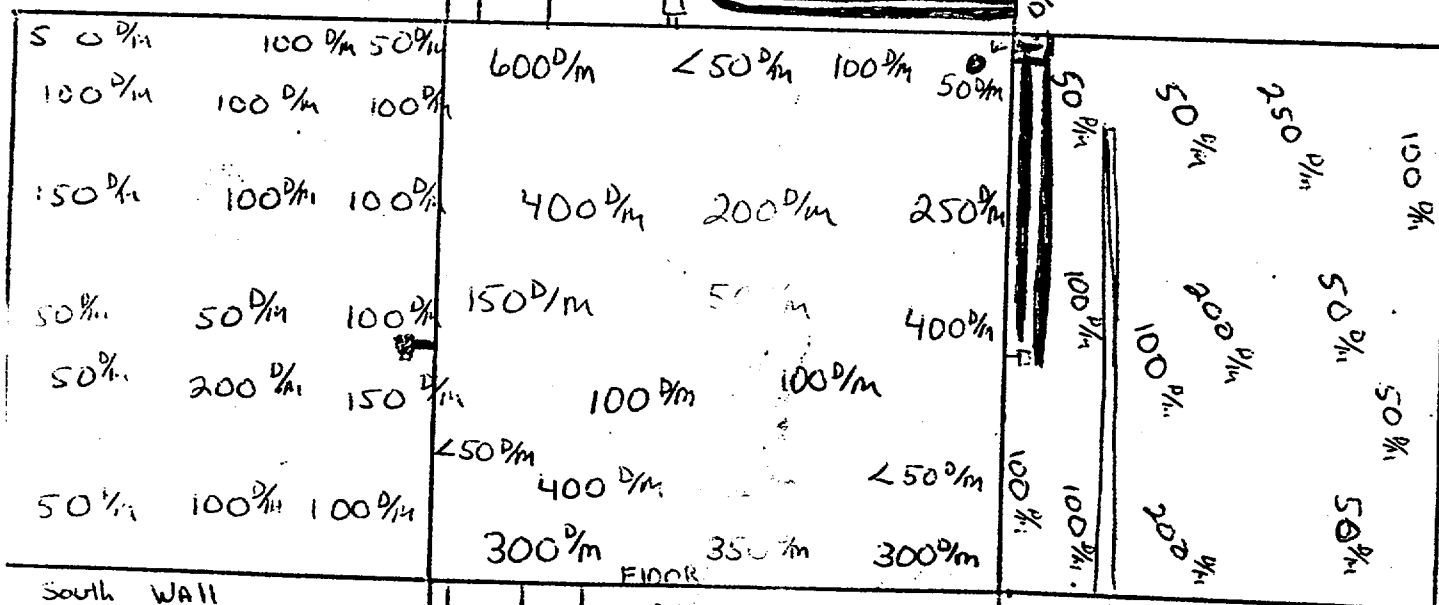 50 D/m 100 D/m 50 D/m
100 D/m 100 D/m 100 D/m
150 D/m 100 D/m 100 D/m
50 D/m 50 D/m 100 D/m
50 D/m 200 D/m 150 D/m
50 D/m 100 D/m 100 D/m
South WAll
600 D/m <50 D/m 100 D/m
50 D/m
400 D/m 200 D/m 250 D/m
150 D/m
400 D/m
100 D/m 100 D/m
<50 D/m
400 D/m <50 D/m
300 D/m 350 D/m 300 D/m
FlOOR
50 D/m 50 D/m 250 D/m 100 D/m
100 D/m 200 D/m 50 D/m
100 D/m 50 D/m
100 D/m 100 D/m 200 D/m 50 D/m